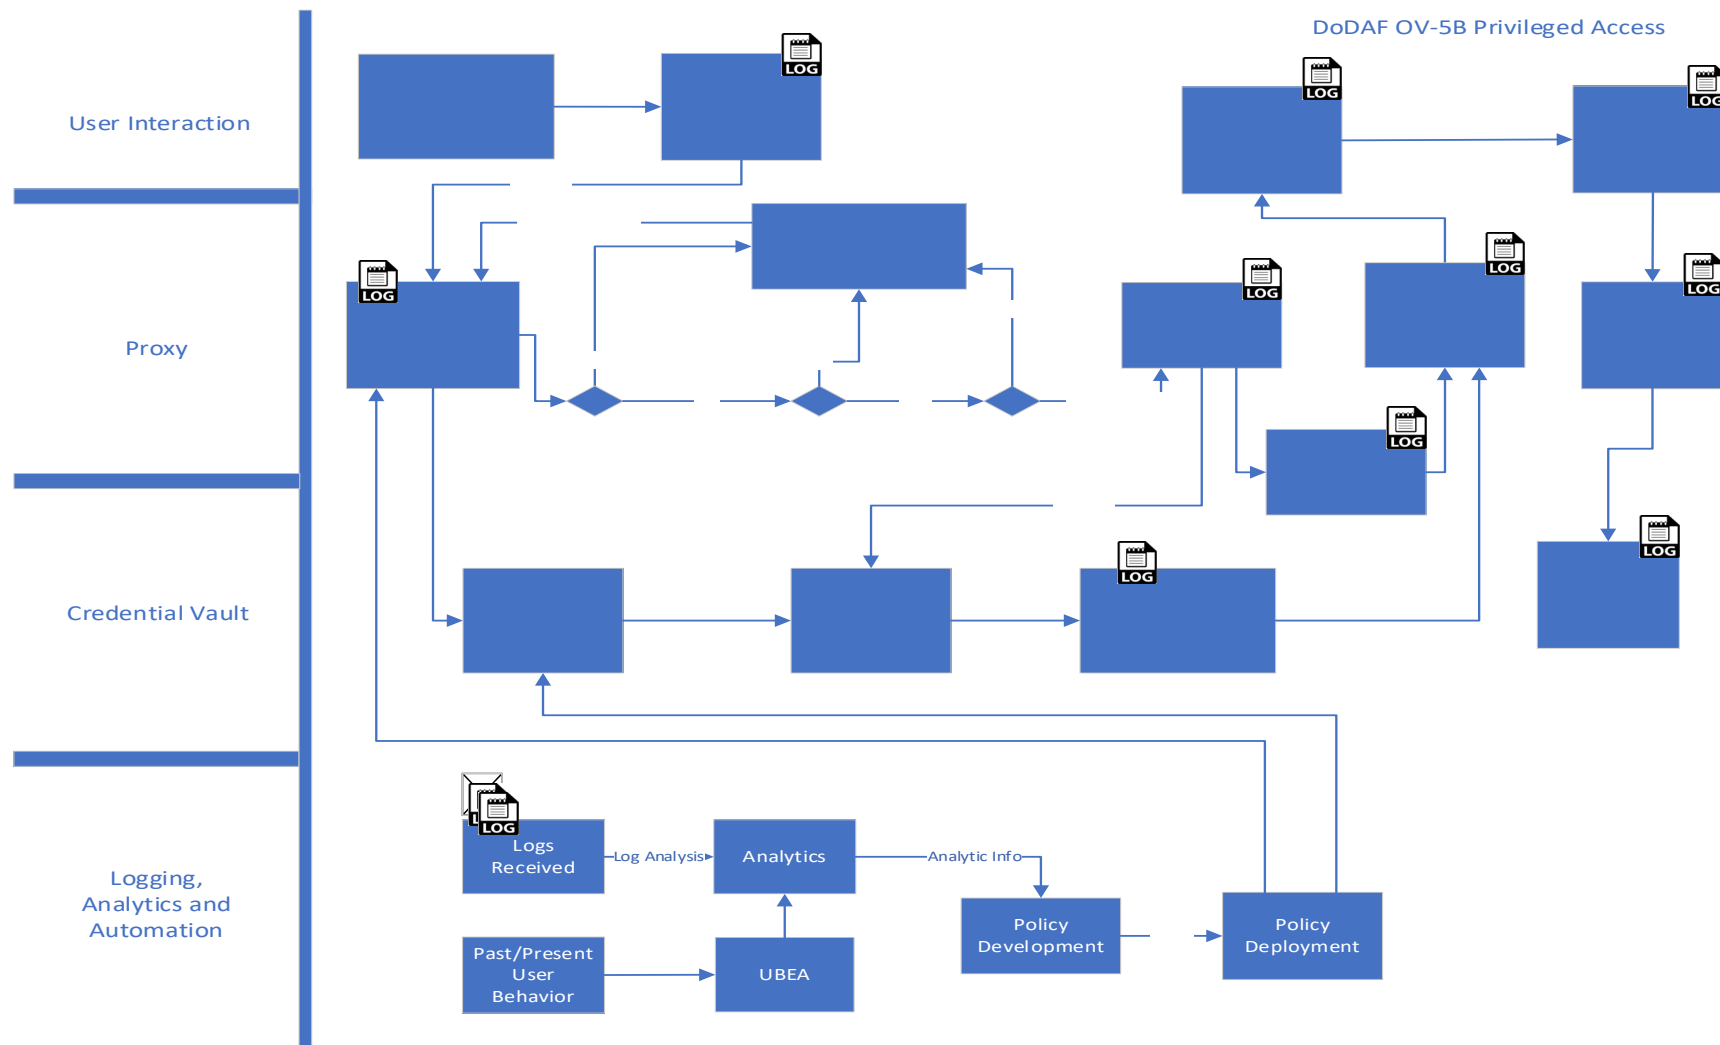 DoDAF OV-5B Privileged Access
LOG
LOG
LOG
User Interaction
LOG
LOG
LOG
LOG
Proxy
LOG
LOG
LOG
Credential Vault
LOG
Logs
Received
Log Analysis
Analytics
Analytic Info
Logging,
Analytics and
Automation
Policy
Development
Policy
Deployment
Past/Present
User
Behavior
UBEA